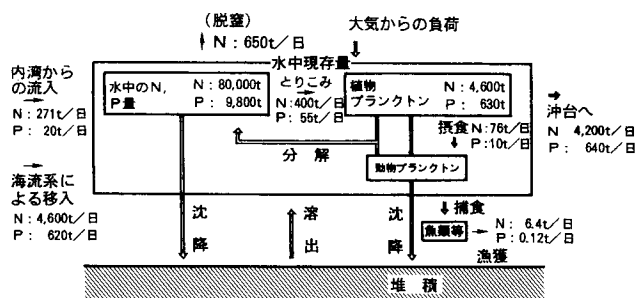 (脱窒)
N:650t/日
大気からの負荷
水中現存量
内湾から
の流入
N:271t/日
P: 20t/日
水中のN,
P量
N:80,000t
P: 9,800t
とりこみ
N:400t/日
P: 55t/日
植物
プランクトン
N:4,600t
P: 630t
沖合へ
N 4,200t/日
P: 640t/日
摂食
N:76t/日
P:10t/日
分解
動物プランクトン
海流系に
よる移入
N:4,600t/日
P: 620t/日
沈降
溶出
沈降
捕食
魚類等
N: 6.4t/日
P:0.12t/日
漁獲
堆積